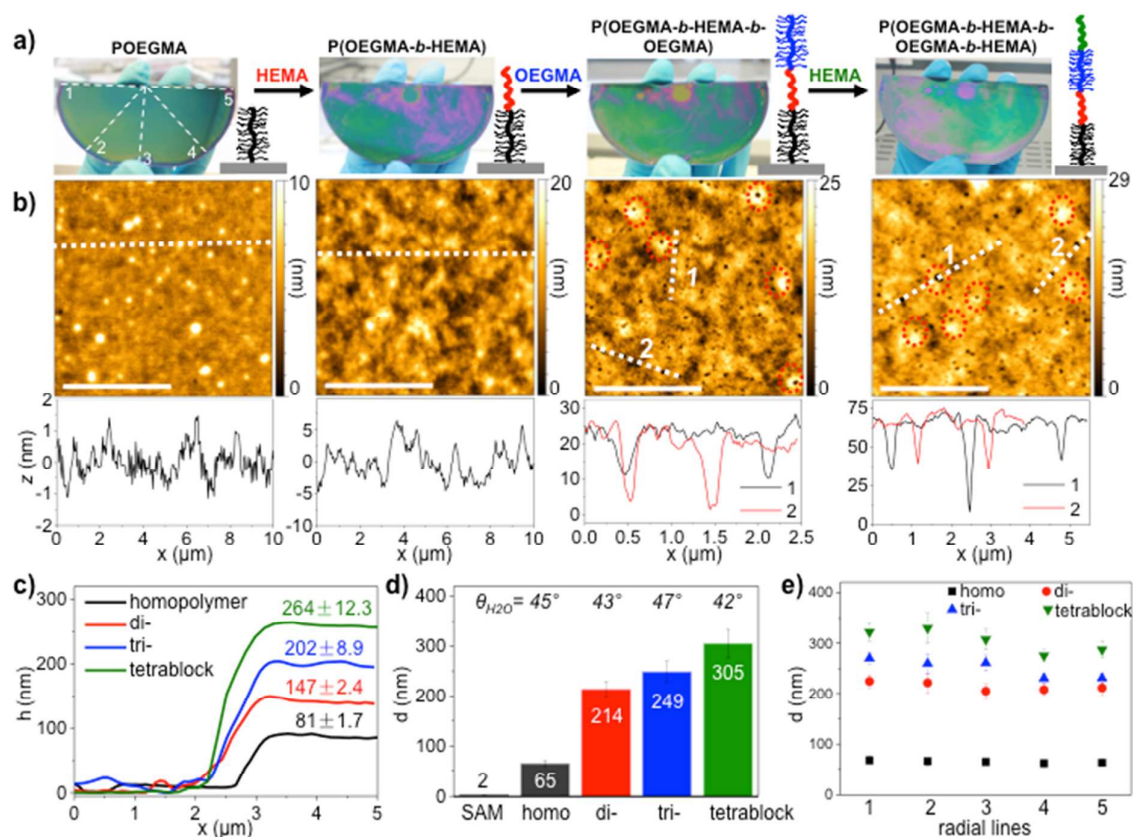 a)
POEGMA
P(OEGMA-b-HEMA)
P(OEGMA-b-HEMA-b-
OEGMA)
P(OEGMA-b-HEMA-b-
OEGMA-b-HEMA)
HEMA
OEGMA
HEMA
1
2
3
4
5
b)
10
(nm)
0
20
(nm)
0
25
(nm)
0
29
(nm)
0
1
2
1
2
z (nm)
2
1
0
-1
-2
0 2 4 6 8 10
x (µm)
10
5
0
-5
-10
0 2 4 6 8 10
x (µm)
30
20
10
0
1
2
0.0 0.5 1.0 1.5 2.0 2.5
x (µm)
75
50
25
0
1
2
0 1 2 3 4 5
x (µm)
c)
h (nm)
300
200
100
0
homopolymer
di-
tri-
tetrablock
264±12.3
202±8.9
147±2.4
81±1.7
0 1 2 3 4 5
x (µm)
d)
d (nm)
400
300
200
100
0
θH2O= 45° 43° 47° 42°
2
65
214
249
305
SAM homo di- tri- tetrablock
e)
homo
di-
tri-
tetrablock
d (nm)
400
300
200
100
0
1 2 3 4 5
radial lines